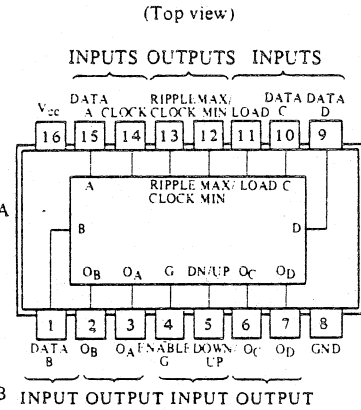 (Top view)
INPUTS OUTPUTS INPUTS
DATA RIPPLE MAX/ DATA DATA
Vcc A CLOCK CLOCK MIN LOAD C D
16 15 14 13 12 11 10 9
A RIPPLE MAX/ LOAD C
CLOCK MIN
A
B D
OB OA G DN/UP OC OD
1 2 3 4 5 6 7 8
DATA OB OA ENABLE DOWN/ OC OD GND
B G UP
B INPUT OUTPUT INPUT OUTPUT